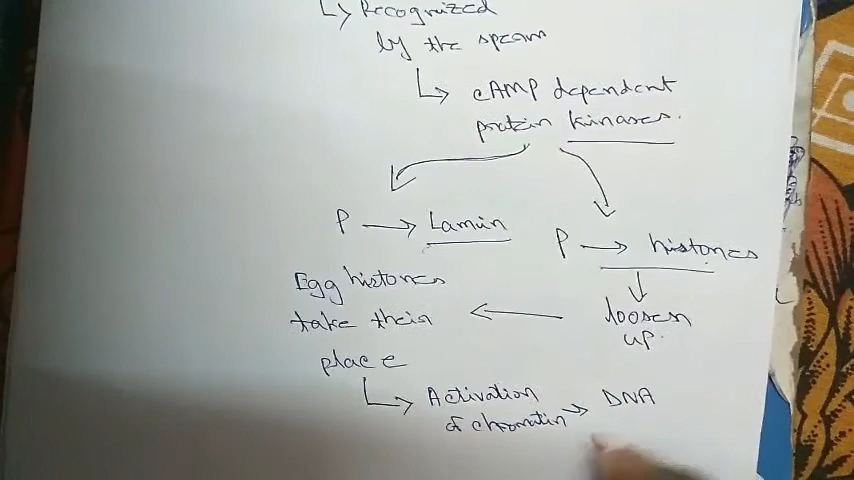 ↳ Recognized
by the sperm
↳ cAMP dependent
protein kinases.
P → Lamin
P → histones
↓
loosen
up.
←
Egg histones
take their
place
↳ Activation
of chromatin → DNA